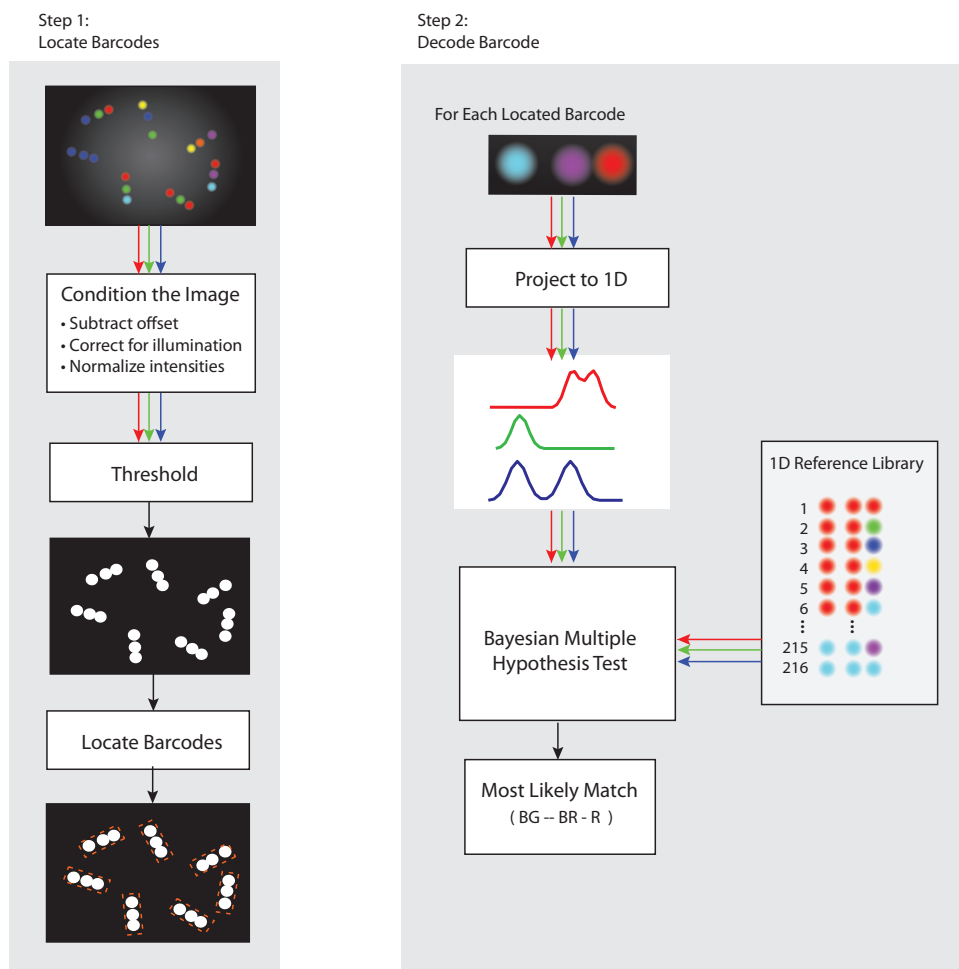 Step 1:
Locate Barcodes
Condition the Image
• Subtract offset
• Correct for illumination
• Normalize intensities
Threshold
Locate Barcodes
Step 2:
Decode Barcode
For Each Located Barcode
Project to 1D
Bayesian Multiple
Hypothesis Test
Most Likely Match
( BG -- BR - R )
1D Reference Library
1
2
3
4
5
6
215
216